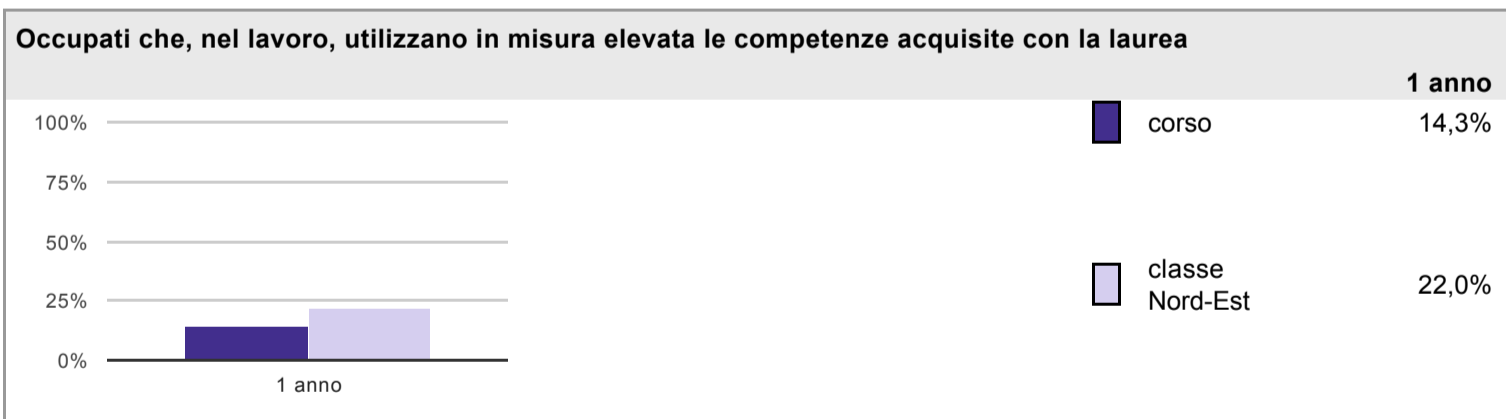 Occupati che, nel lavoro, utilizzano in misura elevata le competenze acquisite con la laurea
1 anno
100%
75%
50%
25%
0%
1 anno
corso 14,3%
classe
Nord-Est 22,0%